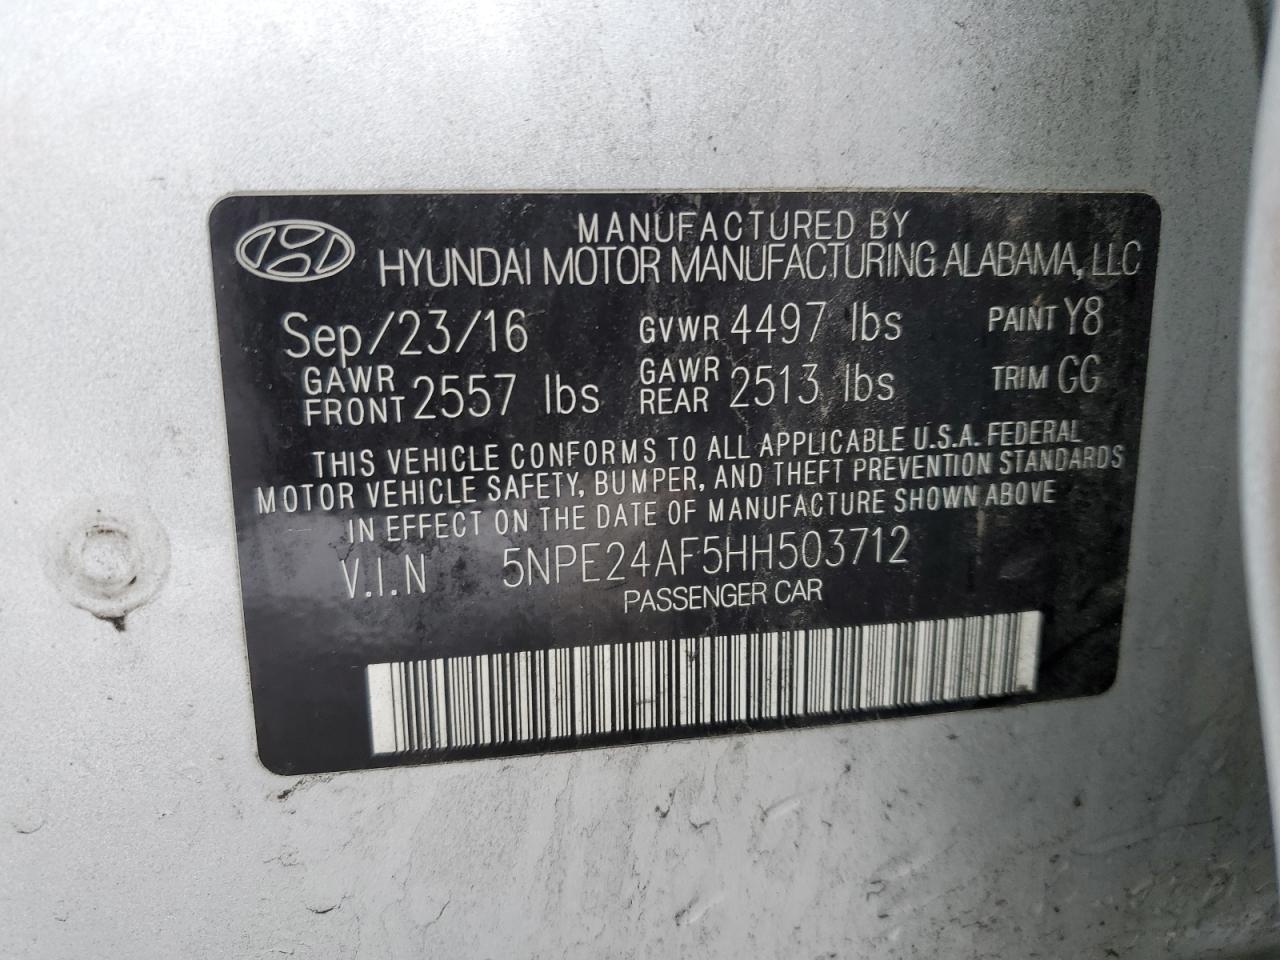 MANUFACTURED BY
HYUNDAI MOTOR MANUFACTURING ALABAMA, LLC
Sep/23/16 GVWR 4497 lbs PAINT Y8
GAWR FRONT 2557 lbs GAWR REAR 2513 lbs TRIM GG
THIS VEHICLE CONFORMS TO ALL APPLICABLE U.S.A. FEDERAL
MOTOR VEHICLE SAFETY, BUMPER, AND THEFT PREVENTION STANDARDS
IN EFFECT ON THE DATE OF MANUFACTURE SHOWN ABOVE
V.I.N 5NPE24AF5HH503712
PASSENGER CAR